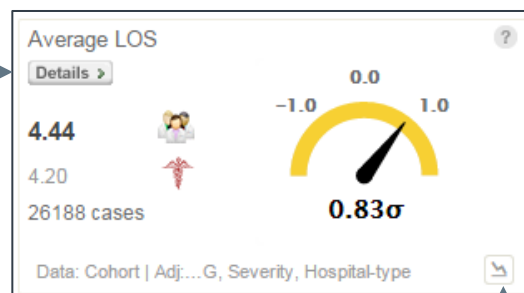 Average LOS
?
Details >
0.0
−1.0
1.0
4.44
4.20
0.83σ
26188 cases
Data: Cohort | Adj:...G, Severity, Hospital-type